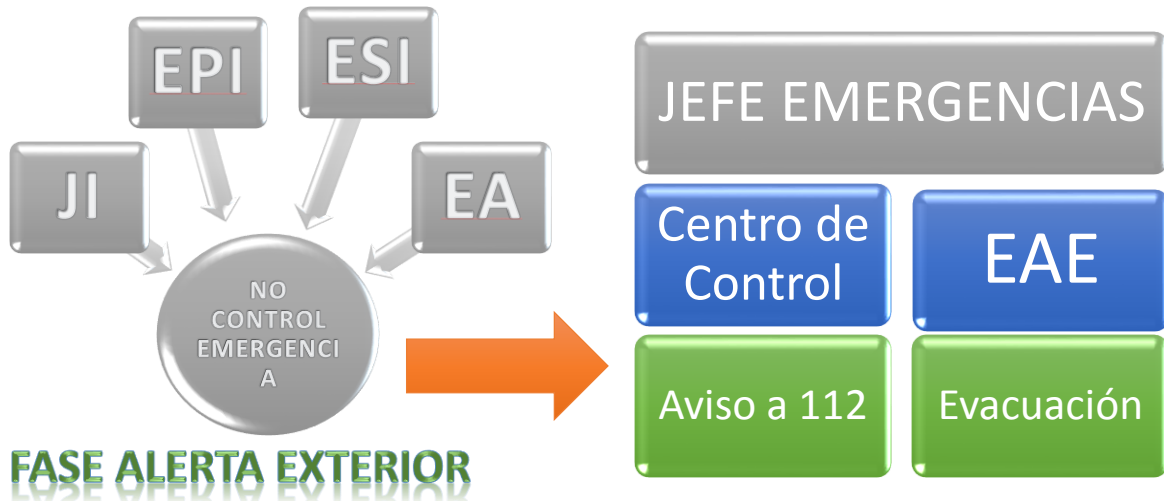 EPI
ESI
JI
EA
NO
CONTROL
EMERGENCI
A
FASE ALERTA EXTERIOR
JEFE EMERGENCIAS
Centro de
Control
EAE
Aviso a 112
Evacuación